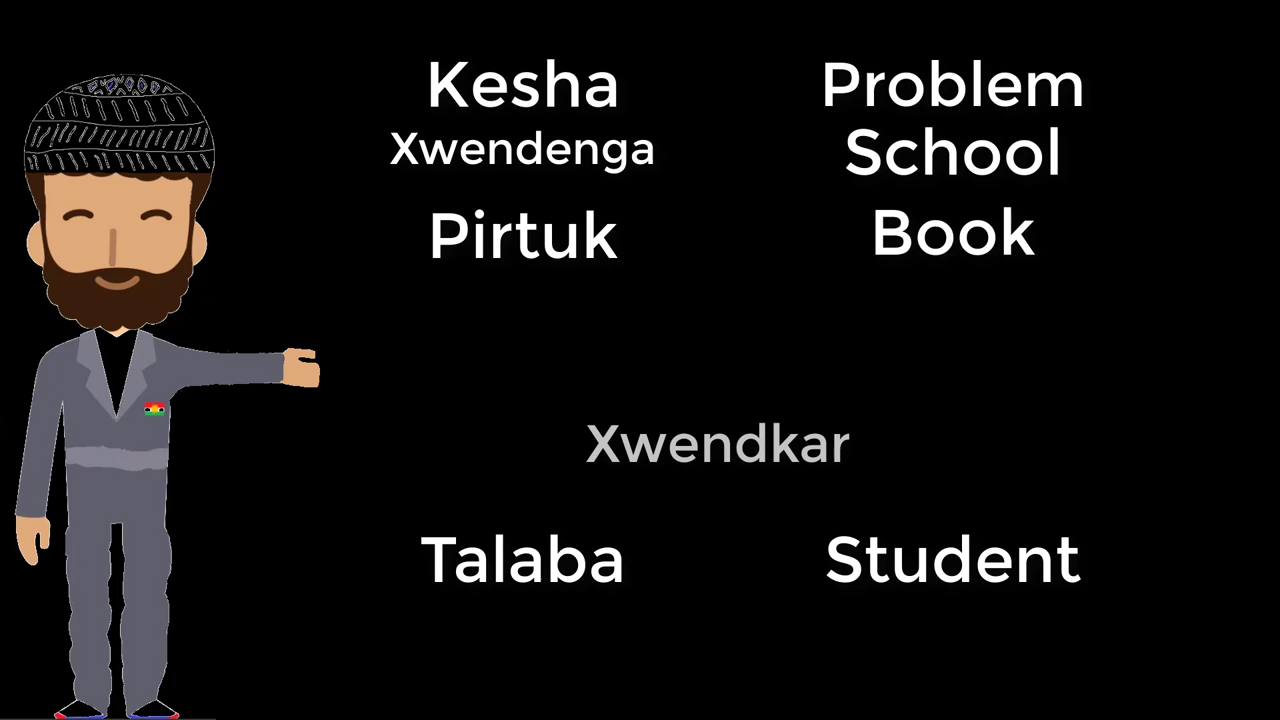 Kesha Problem
Xwendenga School
Pirtuk Book
Xwendkar
Talaba Student